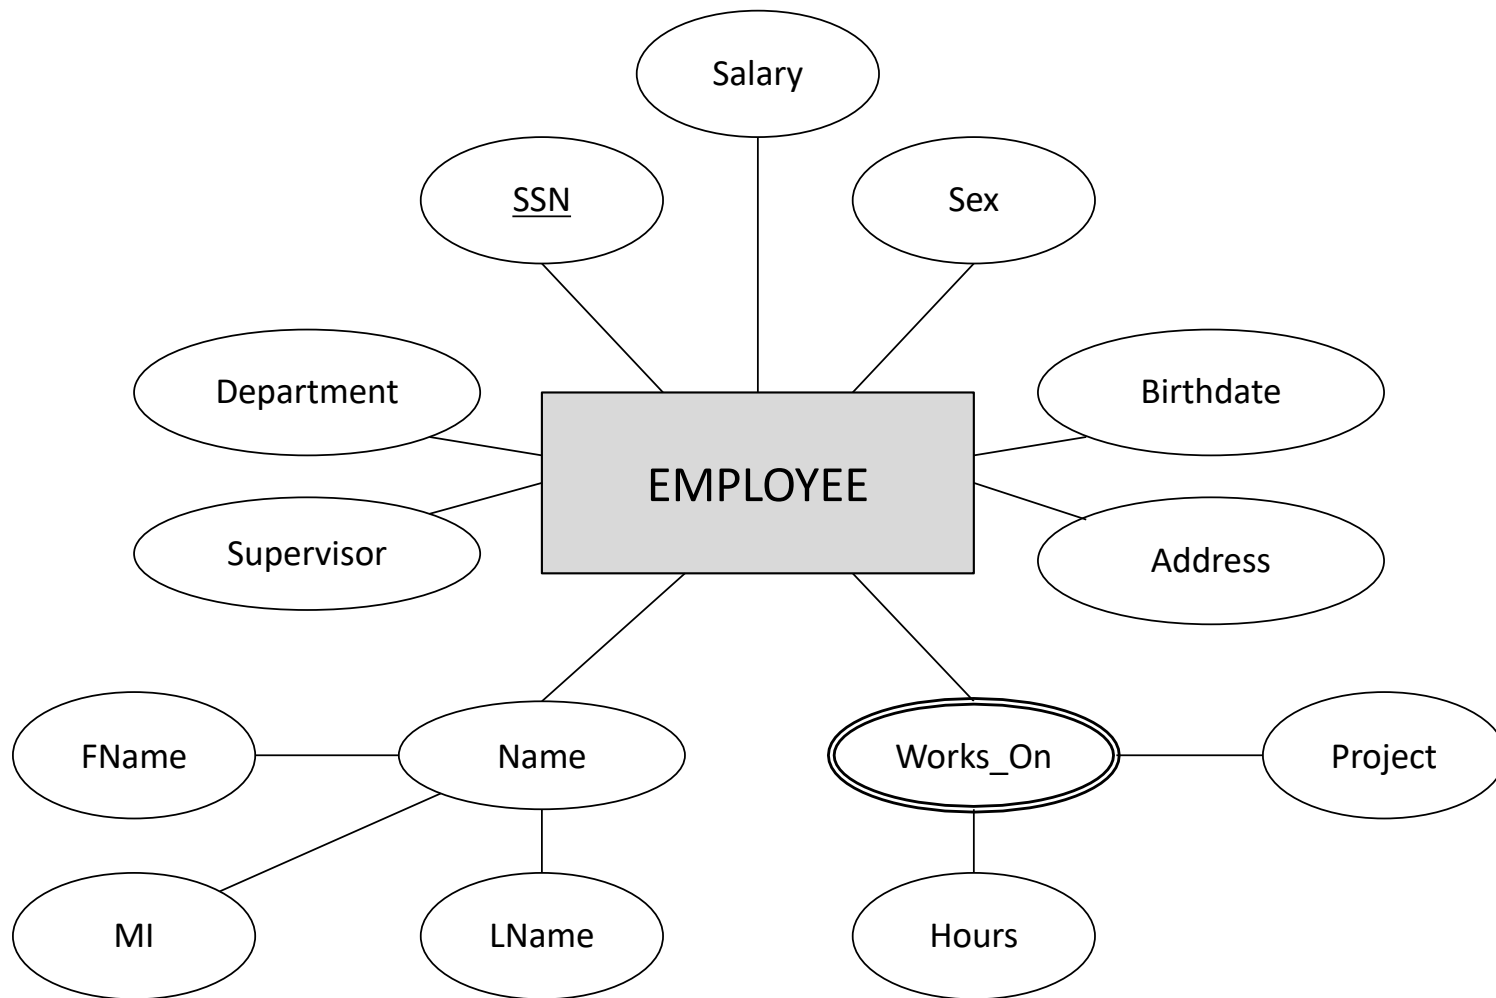 Salary
SSN
Sex
Department
Birthdate
EMPLOYEE
Supervisor
Address
FName
Name
Works_On
Project
MI
LName
Hours